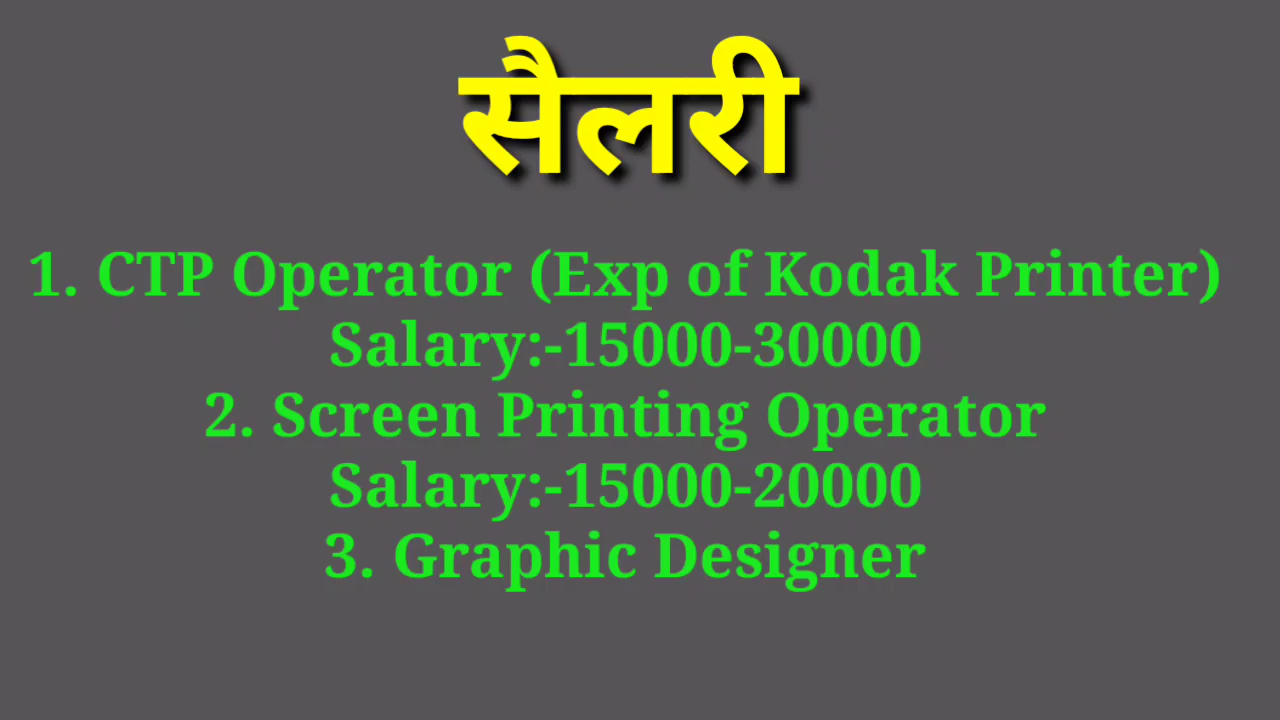 सैलरी
1. CTP Operator (Exp of Kodak Printer)
Salary:-15000-30000
2. Screen Printing Operator
Salary:-15000-20000
3. Graphic Designer